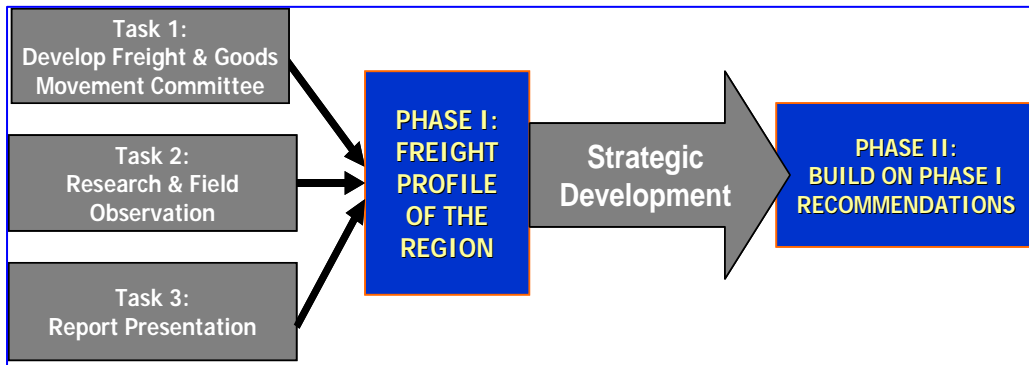 Task 1:
Develop Freight & Goods
Movement Committee
Task 2:
Research & Field
Observation
Task 3:
Report Presentation
PHASE I:
FREIGHT
PROFILE
OF THE
REGION
Strategic
Development
PHASE II:
BUILD ON PHASE I
RECOMMENDATIONS